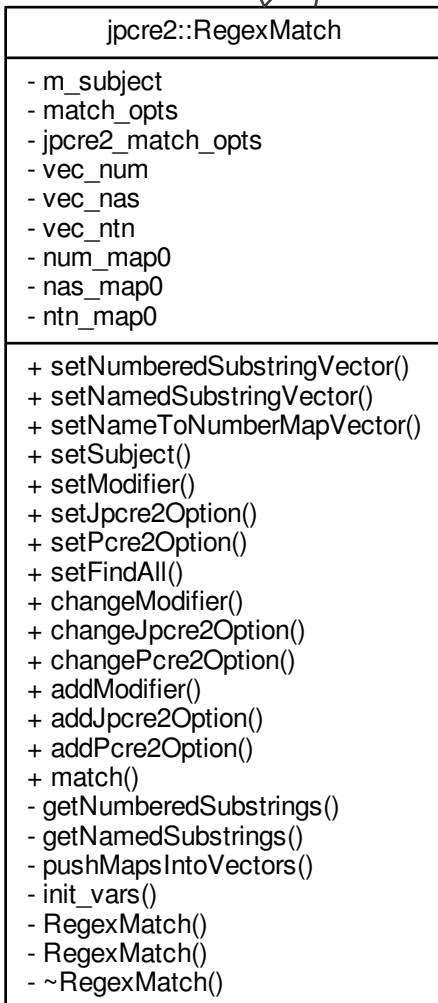 jpcre2::RegexMatch
- m_subject
- match_opts
- jpcre2_match_opts
- vec_num
- vec_nas
- vec_ntn
- num_map0
- nas_map0
- ntn_map0
+ setNumberedSubstringVector()
+ setNamedSubstringVector()
+ setNameToNumberMapVector()
+ setSubject()
+ setModifier()
+ setJpcre2Option()
+ setPcre2Option()
+ setFindAll()
+ changeModifier()
+ changeJpcre2Option()
+ changePcre2Option()
+ addModifier()
+ addJpcre2Option()
+ addPcre2Option()
+ match()
- getNumberedSubstrings()
- getNamedSubstrings()
- pushMapsIntoVectors()
- init_vars()
- RegexMatch()
- RegexMatch()
- ~RegexMatch()